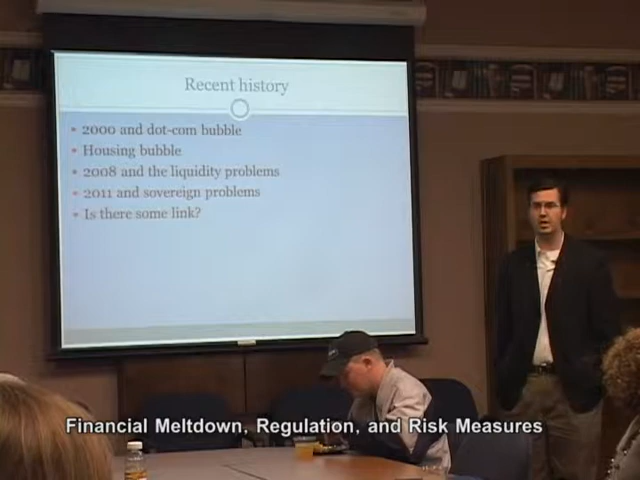 Recent history
2000 and dot-com bubble
Housing bubble
2008 and the liquidity problems
2011 and sovereign problems
Is there some link?
Financial Meltdown, Regulation, and Risk Measures